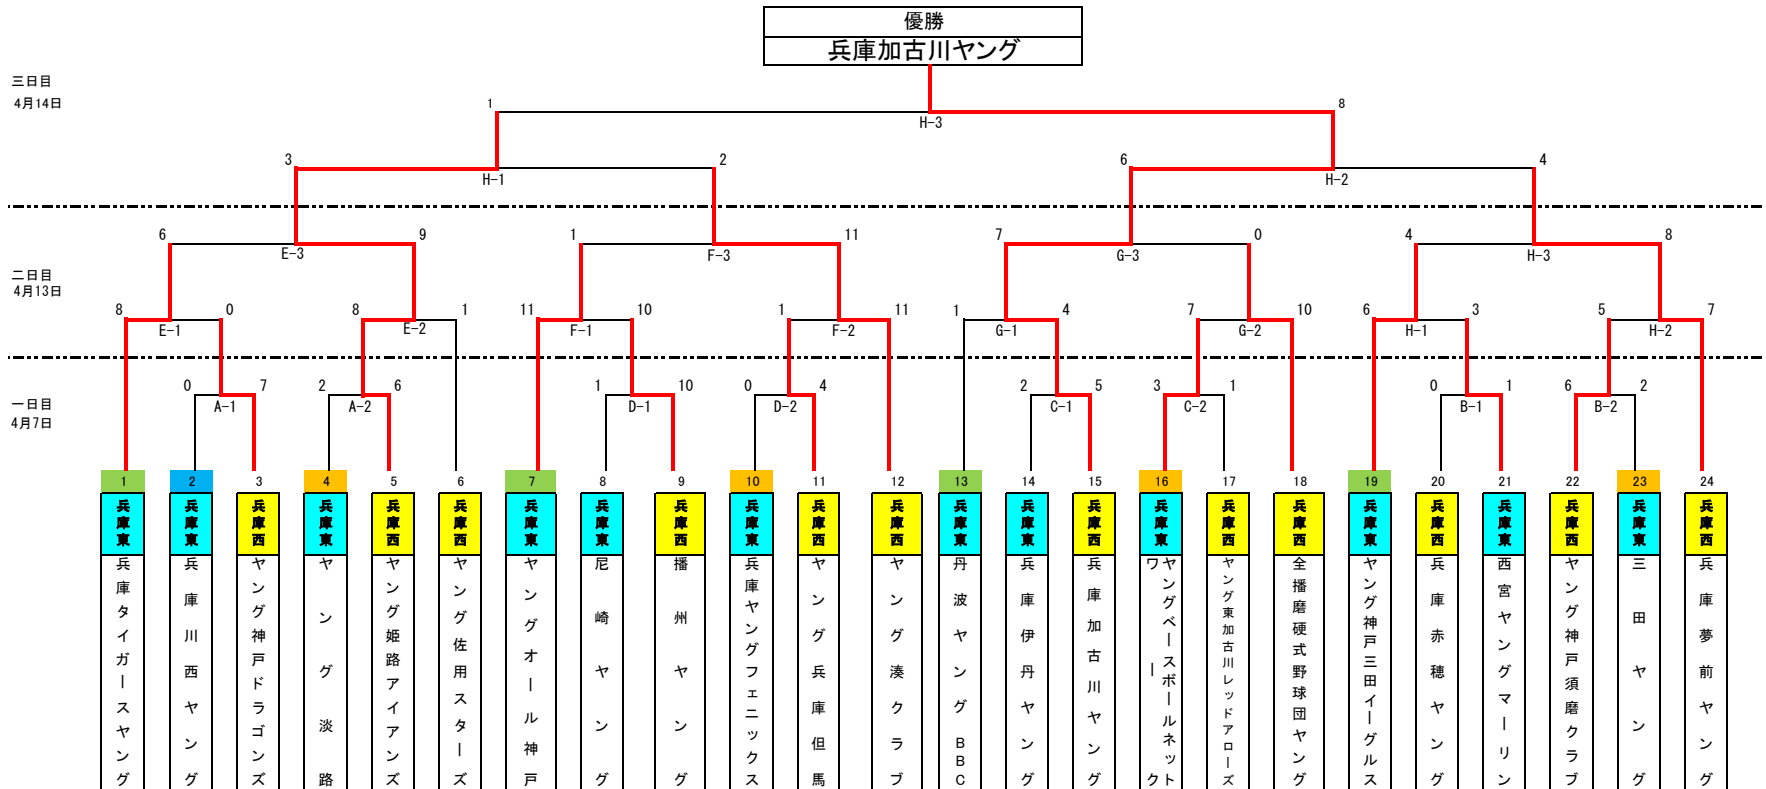 優勝
兵庫加古川ヤング
三日目
4月14日
1
8
H-3
3
2
6
4
H-1
H-2
6
9
1
11
7
0
4
8
E-3
F-3
G-3
H-3
二日目
4月13日
8
0
8
1
11
10
1
11
1
4
7
10
6
3
5
7
E-1
E-2
F-1
F-2
G-1
G-2
H-1
H-2
一日目
4月7日
0
7
2
6
1
10
0
4
2
5
3
1
0
1
6
2
A-1
A-2
D-1
D-2
C-1
C-2
B-1
B-2
1
2
3
4
5
6
7
8
9
10
11
12
13
14
15
16
17
18
19
20
21
22
23
24
兵庫東
兵庫東
兵庫西
兵庫東
兵庫西
兵庫西
兵庫東
兵庫東
兵庫西
兵庫東
兵庫西
兵庫西
兵庫東
兵庫東
兵庫西
兵庫東
兵庫西
兵庫西
兵庫東
兵庫西
兵庫東
兵庫西
兵庫東
兵庫西
兵庫タイガースヤング
兵庫川西ヤング
ヤング神戸ドラゴンズ
ヤング淡路
ヤング姫路アイアンズ
ヤング佐用スターズ
ヤングオール神戸
尼崎ヤング
播州ヤング
兵庫ヤングフェニックス
ヤング兵庫但馬
ヤング湊クラブ
丹波ヤングBBC
兵庫伊丹ヤング
兵庫加古川ヤング
ヤングベースボールネット
ワーク
ヤング東加古川レッドアローズ
全播磨硬式野球団ヤング
ヤング神戸三田イーグルス
兵庫赤穂ヤング
西宮ヤングマーリン
ヤング神戸須磨クラブ
三田ヤング
兵庫夢前ヤング